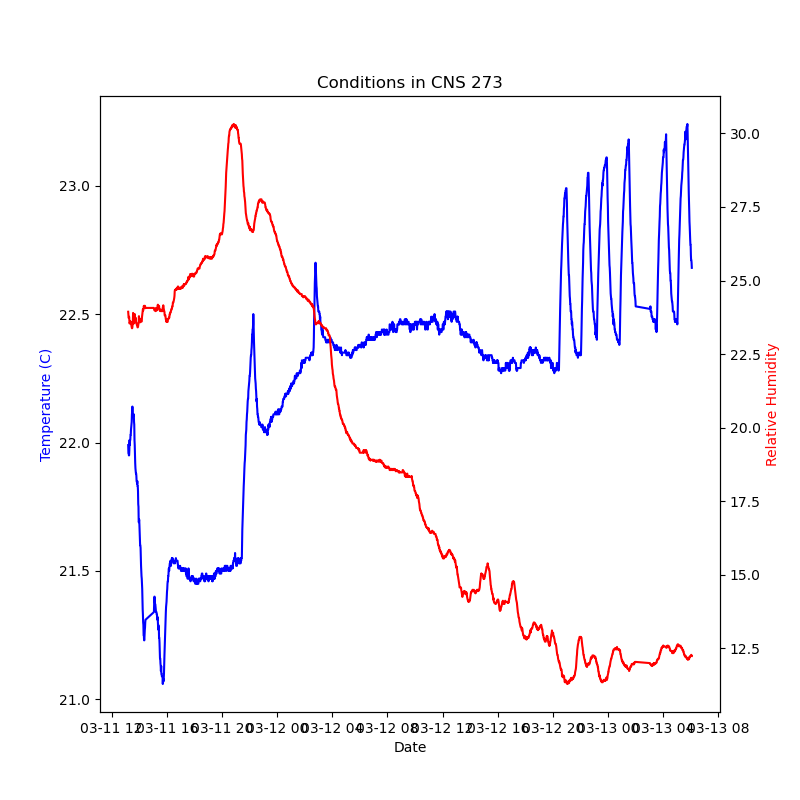 Conditions in CNS 273
23.0
22.5
22.0
21.5
21.0
Temperature (C)
30.0
27.5
25.0
22.5
20.0
17.5
15.0
12.5
Relative Humidity
03-11 12 03-11 16 03-11 20 03-12 00 03-12 04 03-12 08 03-12 12 03-12 16 03-12 20 03-13 00 03-13 04 03-13 08
Date